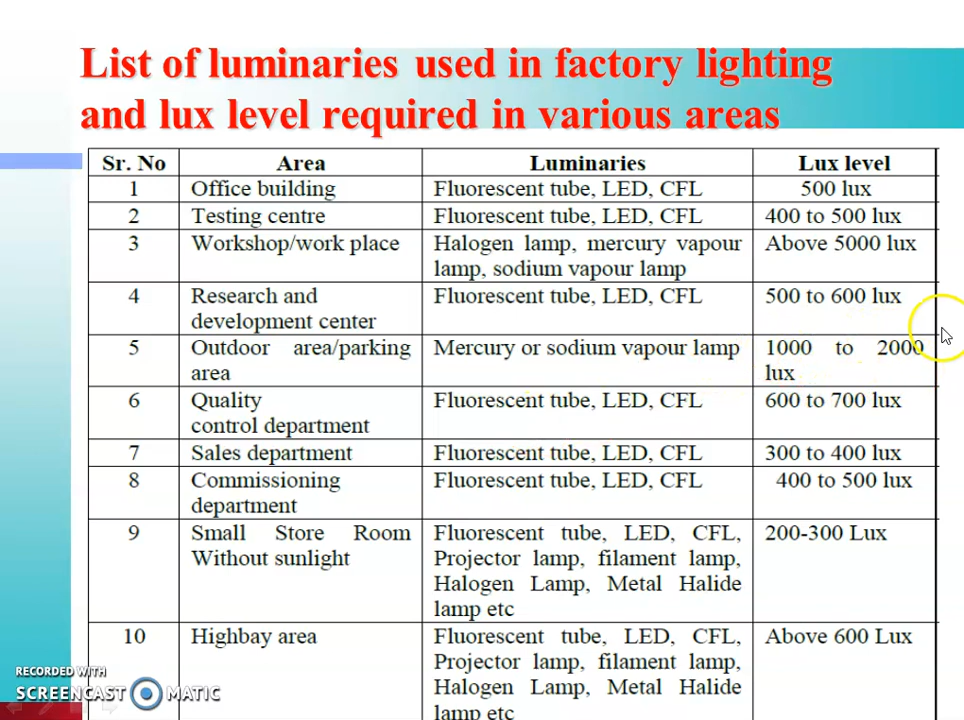 List of luminaries used in factory lighting
and lux level required in various areas
Sr. No Area Luminaries Lux level
1 Office building Fluorescent tube, LED, CFL 500 lux
2 Testing centre Fluorescent tube, LED, CFL 400 to 500 lux
3 Workshop/work place Halogen lamp, mercury vapour Above 5000 lux
lamp, sodium vapour lamp
4 Research and Fluorescent tube, LED, CFL 500 to 600 lux
development center
5 Outdoor area/parking Mercury or sodium vapour lamp 1000 to 2000
area lux
6 Quality Fluorescent tube, LED, CFL 600 to 700 lux
control department
7 Sales department Fluorescent tube, LED, CFL 300 to 400 lux
8 Commissioning Fluorescent tube, LED, CFL 400 to 500 lux
department
9 Small Store Room Fluorescent tube, LED, CFL, 200-300 Lux
Without sunlight Projector lamp, filament lamp,
Halogen Lamp, Metal Halide
lamp etc
10 Highbay area Fluorescent tube, LED, CFL, Above 600 Lux
Projector lamp, filament lamp,
Halogen Lamp, Metal Halide
lamp etc
RECORDED WITH
SCREENCAST MATIC